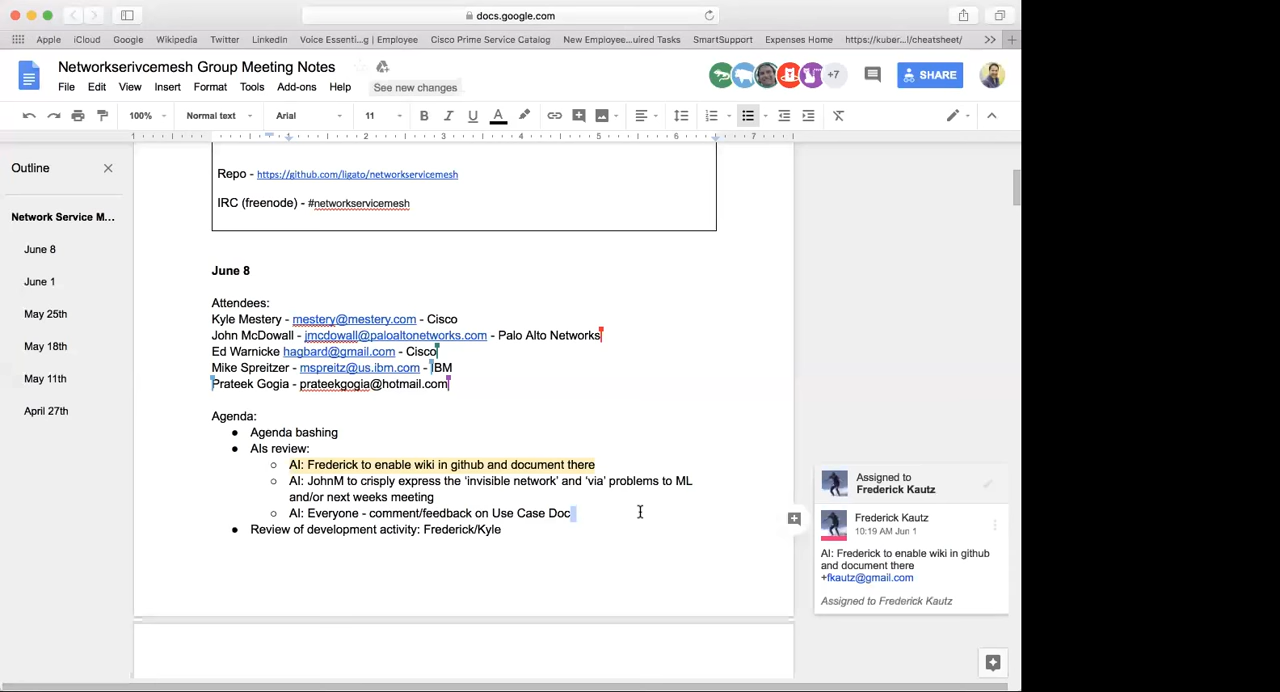 docs.google.com
Apple iCloud Google Wikipedia Twitter LinkedIn Voice Essenti...g | Employee Cisco Prime Service Catalog New Employee...uired Tasks SmartSupport Expenses Home https://kuber...l/cheatsheet/
Networkserivcemesh Group Meeting Notes
File Edit View Insert Format Tools Add-ons Help See new changes
+7
SHARE
100% Normal text Arial 11
1 1 2 3 4 5 6 7
Outline
Network Service M...
June 8
June 1
May 25th
May 18th
May 11th
April 27th
Repo - https://github.com/ligato/networkservicemesh
IRC (freenode) - #networkservicemesh
June 8
Attendees:
Kyle Mestery - mestery@mestery.com - Cisco
John McDowall - jmcdowall@paloaltonetworks.com - Palo Alto Networks
Ed Warnicke hagbard@gmail.com - Cisco
Mike Spreitzer - mspreitz@us.ibm.com - IBM
Prateek Gogia - prateekgogia@hotmail.com
Agenda:
● Agenda bashing
● AIs review:
○ AI: Frederick to enable wiki in github and document there
○ AI: JohnM to crisply express the ‘invisible network’ and ‘via’ problems to ML
and/or next weeks meeting
○ AI: Everyone - comment/feedback on Use Case Doc
● Review of development activity: Frederick/Kyle
Assigned to
Frederick Kautz
Frederick Kautz
10:19 AM Jun 1
AI: Frederick to enable wiki in github
and document there
+fkautz@gmail.com
Assigned to Frederick Kautz